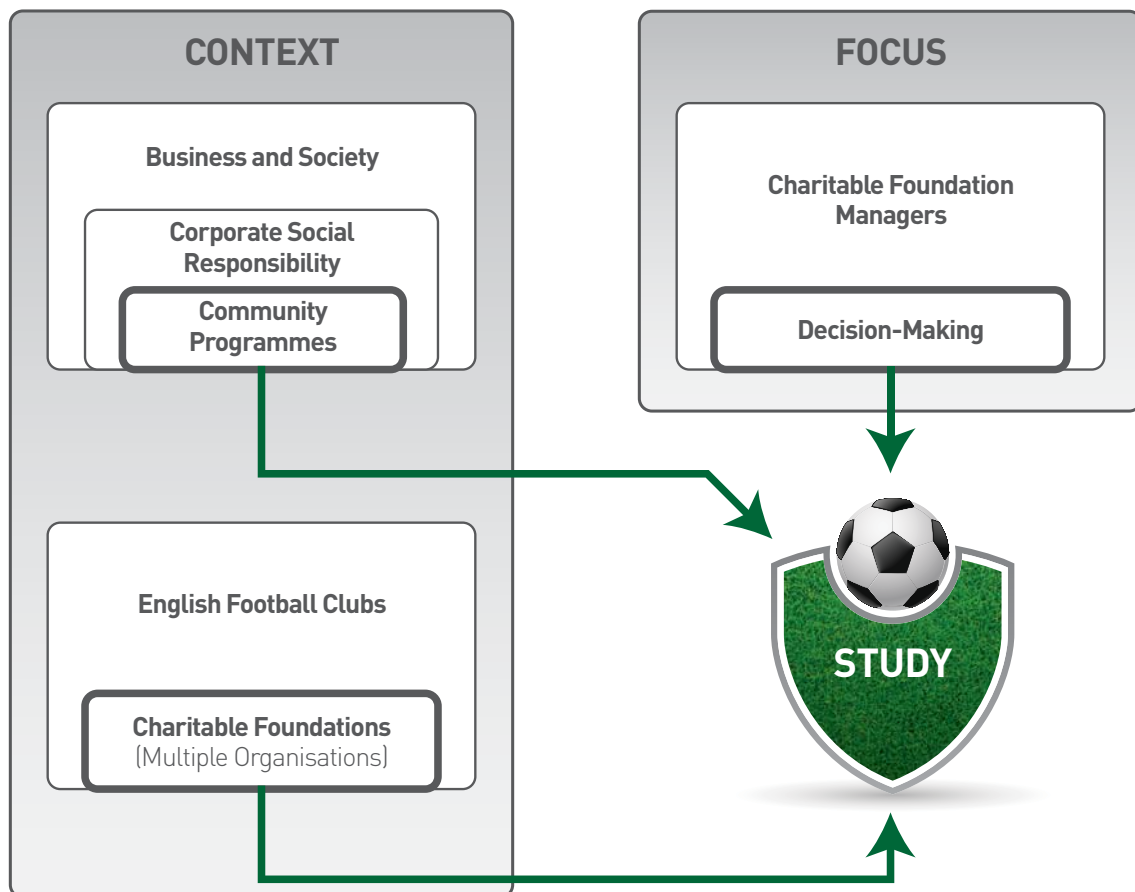 CONTEXT
Business and Society
Corporate Social
Responsibility
Community
Programmes
English Football Clubs
Charitable Foundations
(Multiple Organisations)
FOCUS
Charitable Foundation
Managers
Decision-Making
STUDY